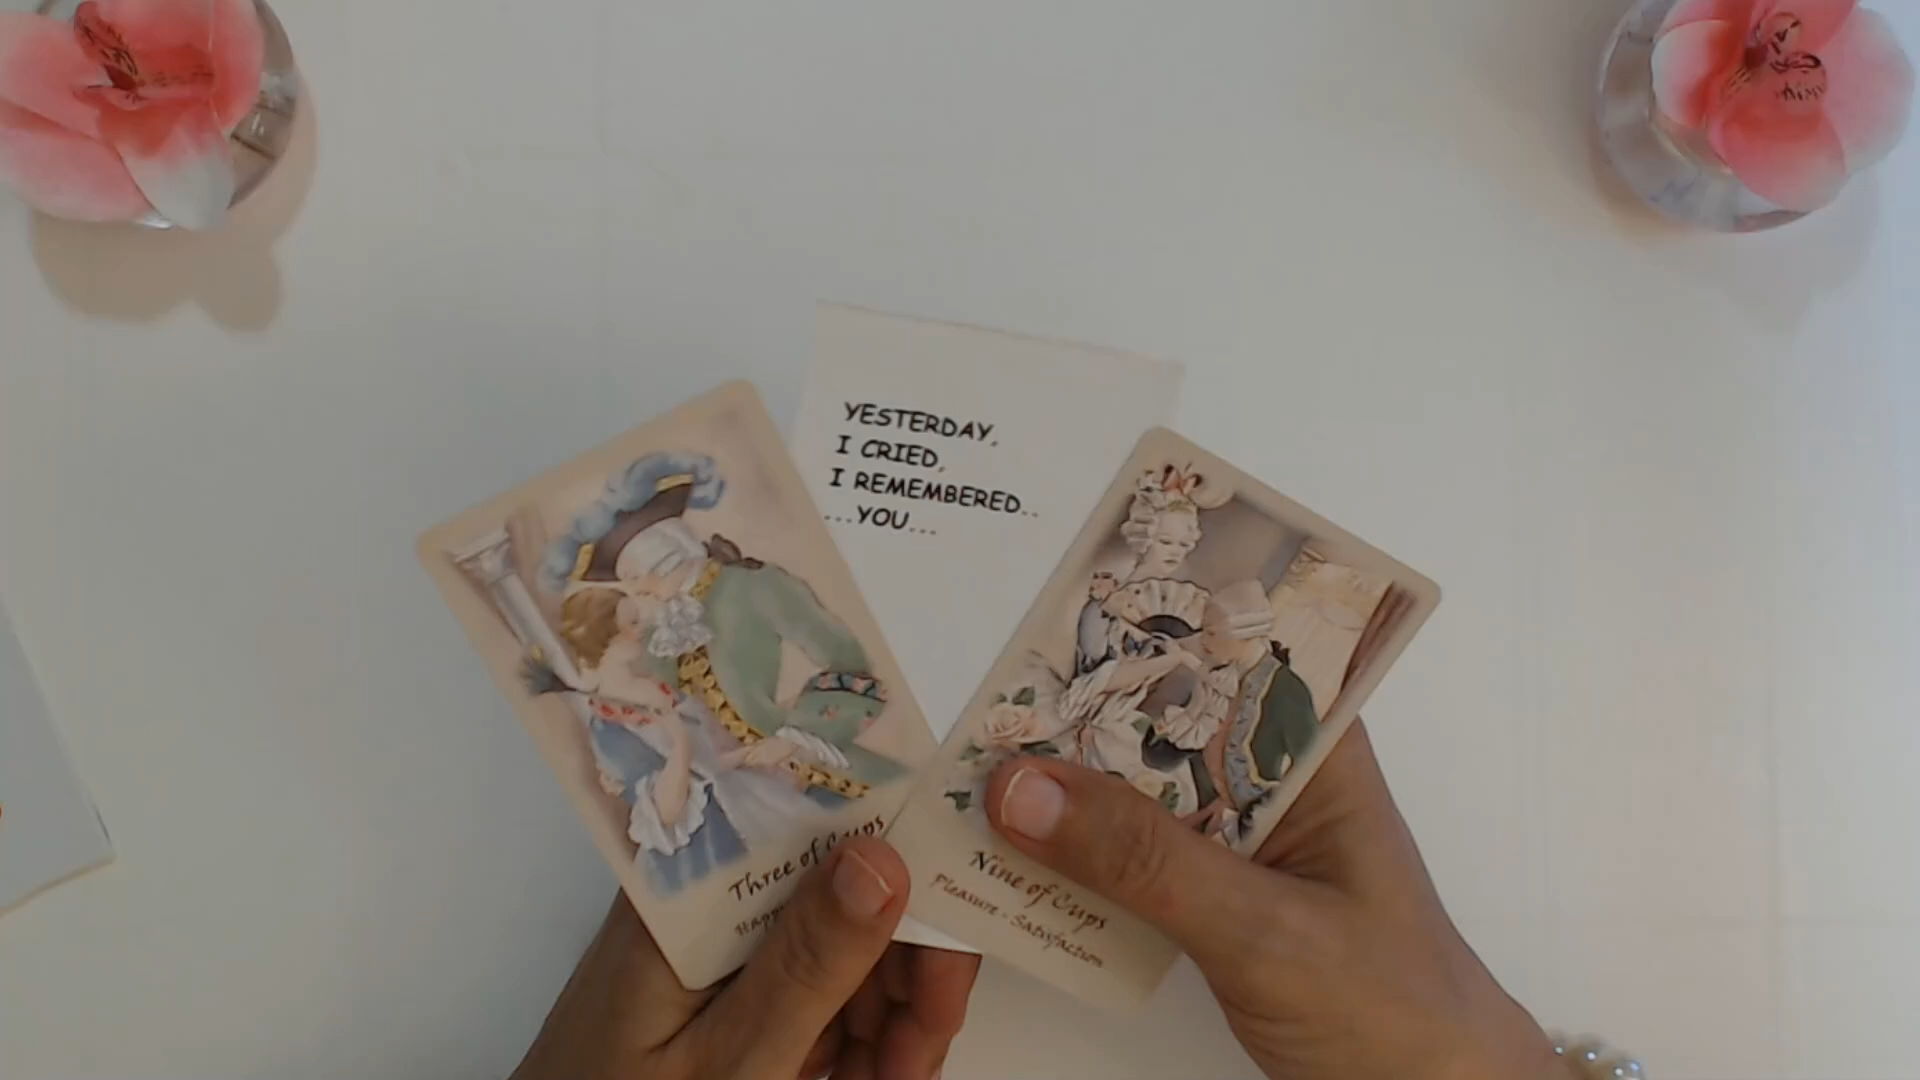 YESTERDAY,
I CRIED,
I REMEMBERED..
...YOU...
Three of Cups
Nine of Cups
Pleasure - Satisfaction